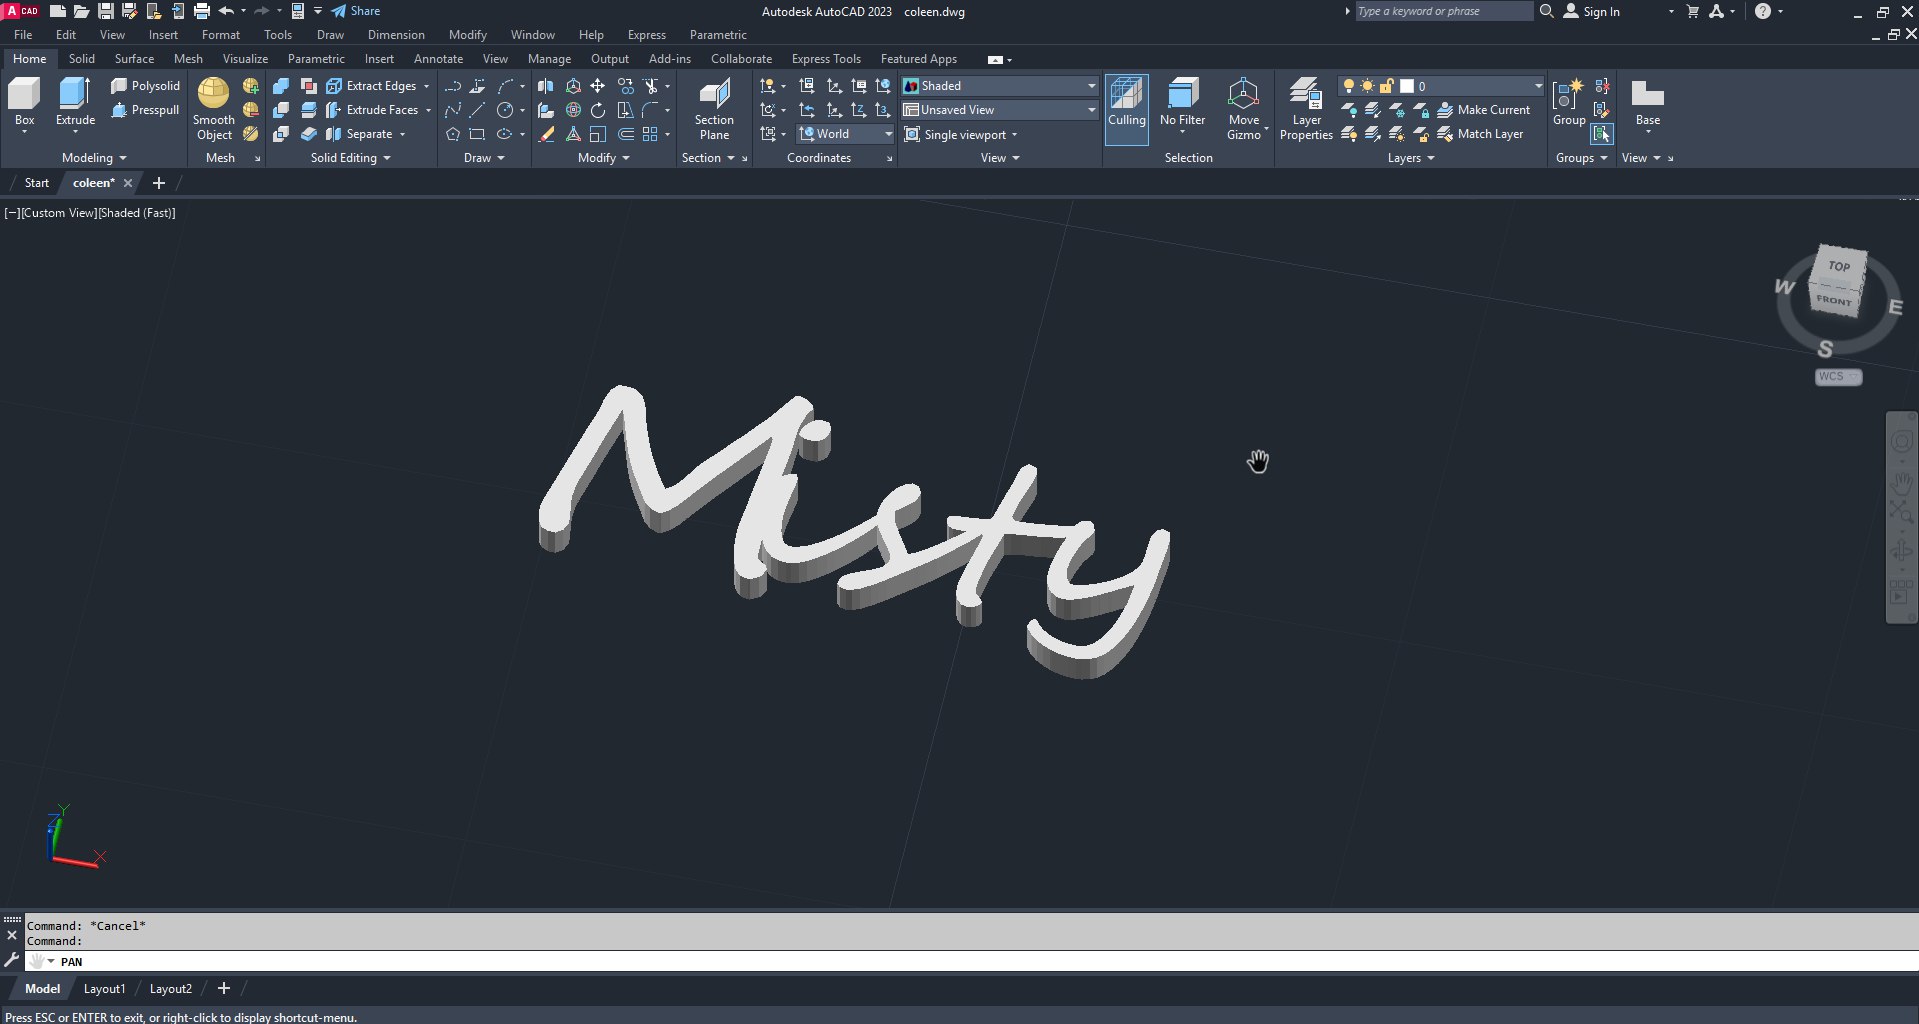 A CAD Share Autodesk AutoCAD 2023 coleen.dwg Type a keyword or phrase Sign In
File Edit View Insert Format Tools Draw Dimension Modify Window Help Express Parametric
Home Solid Surface Mesh Visualize Parametric Insert Annotate View Manage Output Add-ins Collaborate Express Tools Featured Apps
Box
Extrude
Polysolid
Presspull
Modeling
Smooth
Object
Mesh
Extract Edges
Extrude Faces
Separate
Solid Editing
Draw
Modify
Section
Plane
Section
World
Coordinates
Shaded
Unsaved View
Single viewport
View
Culling
No Filter
Move
Gizmo
Selection
Layer
Properties
0
Make Current
Match Layer
Layers
Group
Groups
Base
View
Start coleen*
[−][Custom View][Shaded (Fast)]
TOP
FRONT
W
E
S
WCS
Misty
Y
Z
X
Command: *Cancel*
Command:
PAN
Model Layout1 Layout2
Press ESC or ENTER to exit, or right-click to display shortcut-menu.